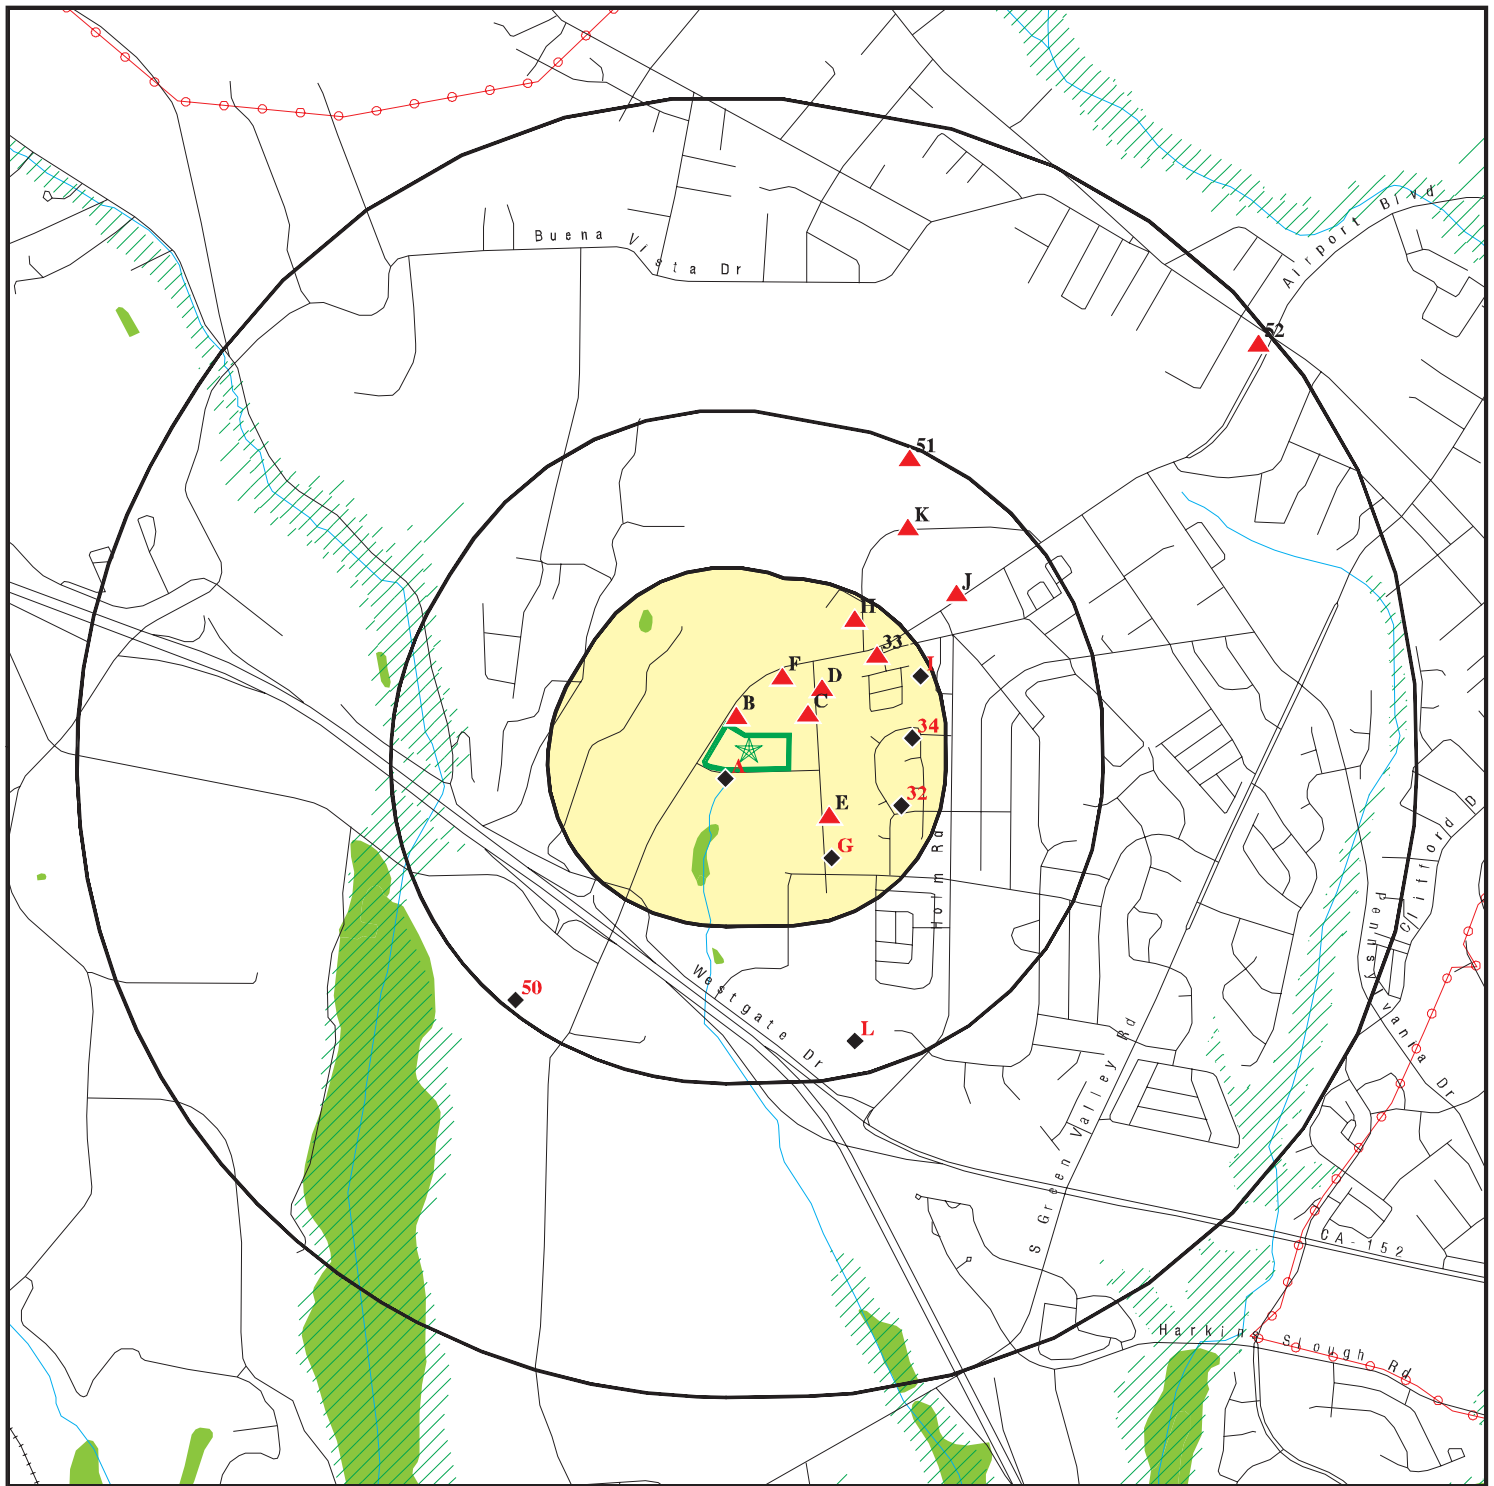 Airport Blvd
Buena Vista Dr
52
51
K
J
H
33
F
I
D
B
C
34
A
32
E
G
Holm Rd
Clifford D
Pennsylvania Dr
Westgate Dr
50
L
S Green Valley Rd
CA-152
Harkins Slough Rd